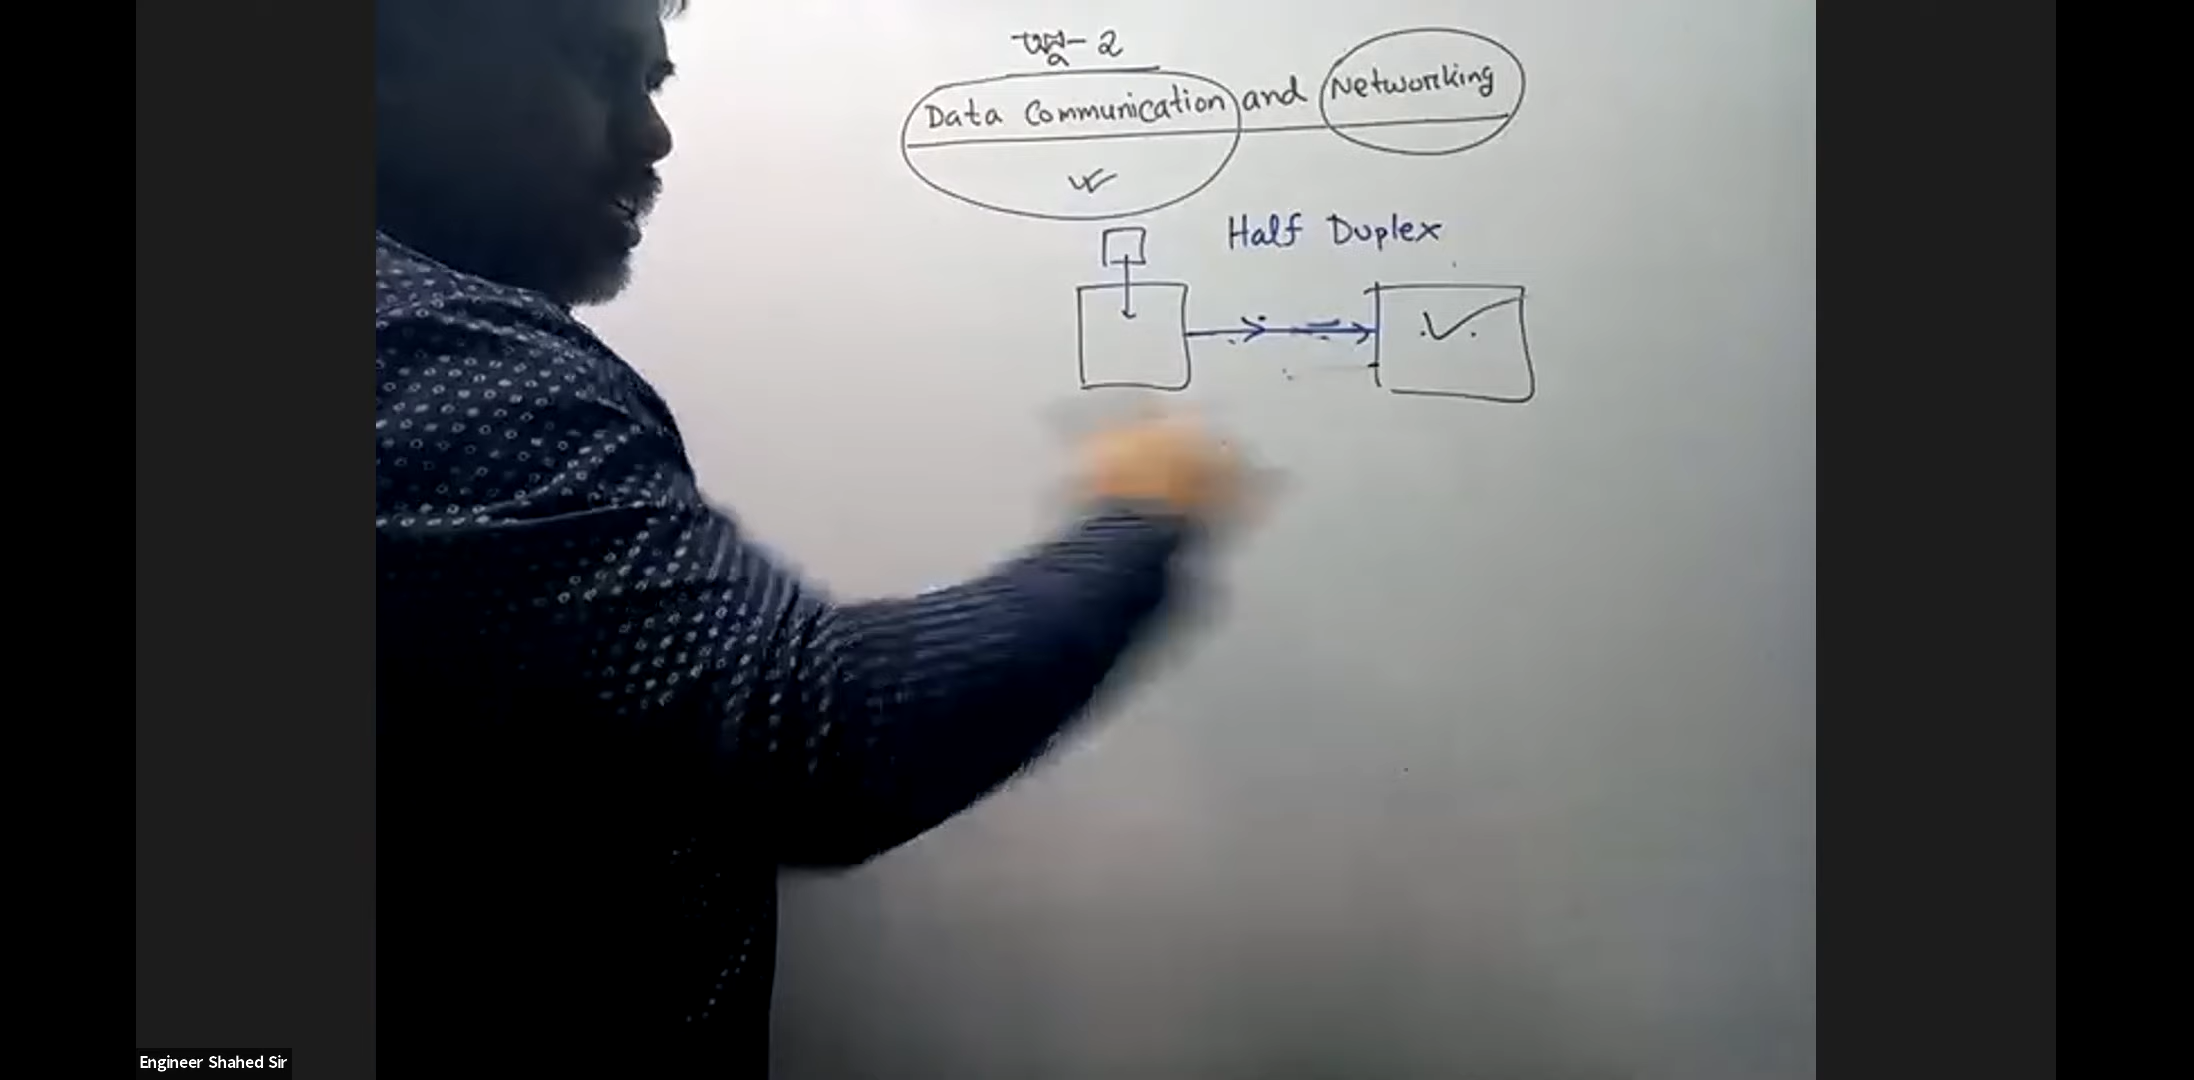 Data Communication and Networking
Half Duplex
Engineer Shahed Sir